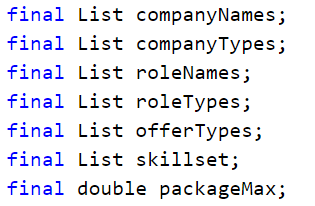 final List companyNames;
final List companyTypes;
final List roleNames;
final List roleTypes;
final List offerTypes;
final List skillset;
final double packageMax;